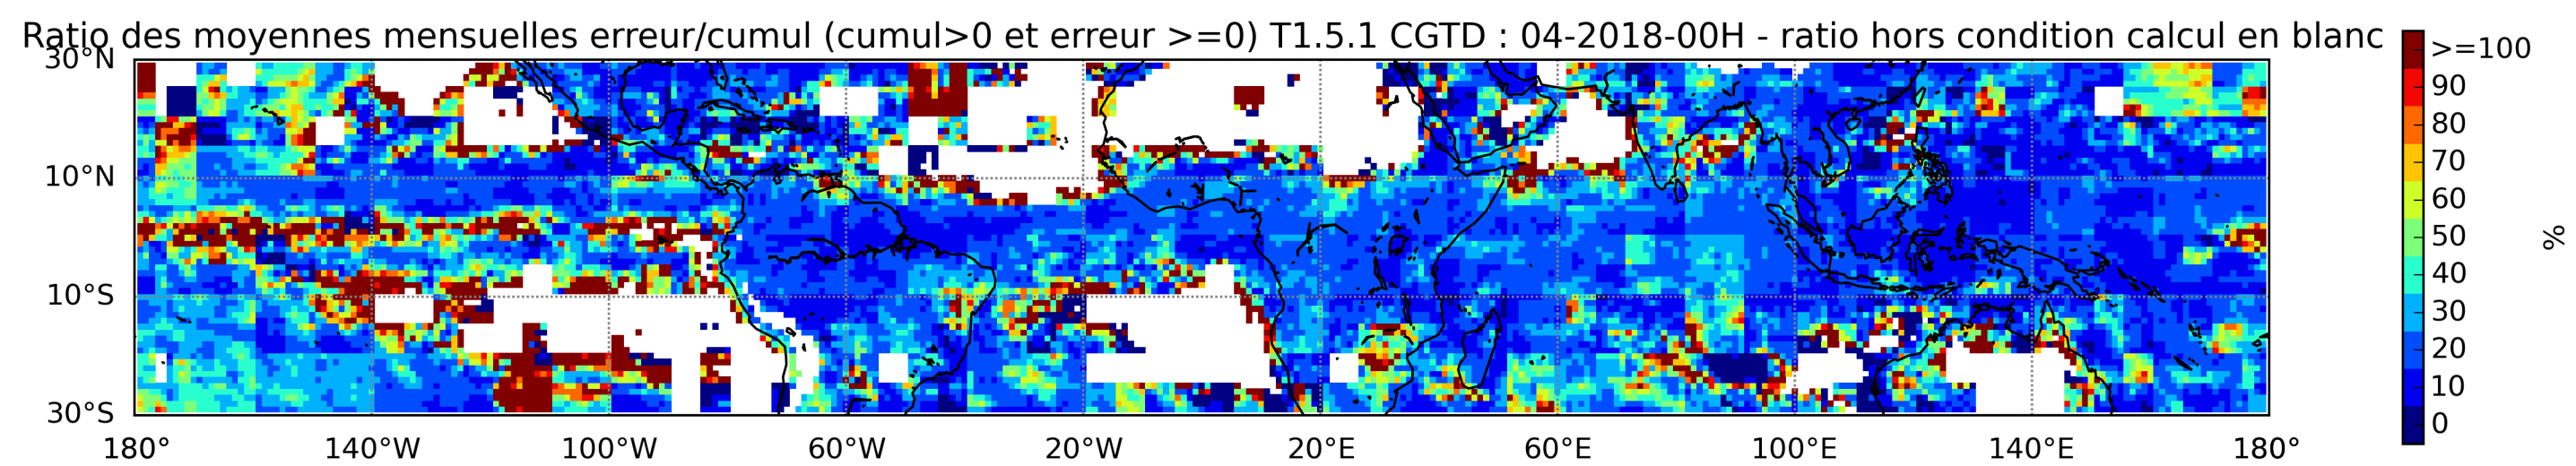 Ratio des moyennes mensuelles erreur/cumul (cumul>0 et erreur >=0) T1.5.1 CGTD : 04-2018-00H - ratio hors condition calcul en blanc
30°N
10°N
10°S
30°S
180° 140°W 100°W 60°W 20°W 20°E 60°E 100°E 140°E 180°
>=100
90
80
70
60
50
40
30
20
10
0
%